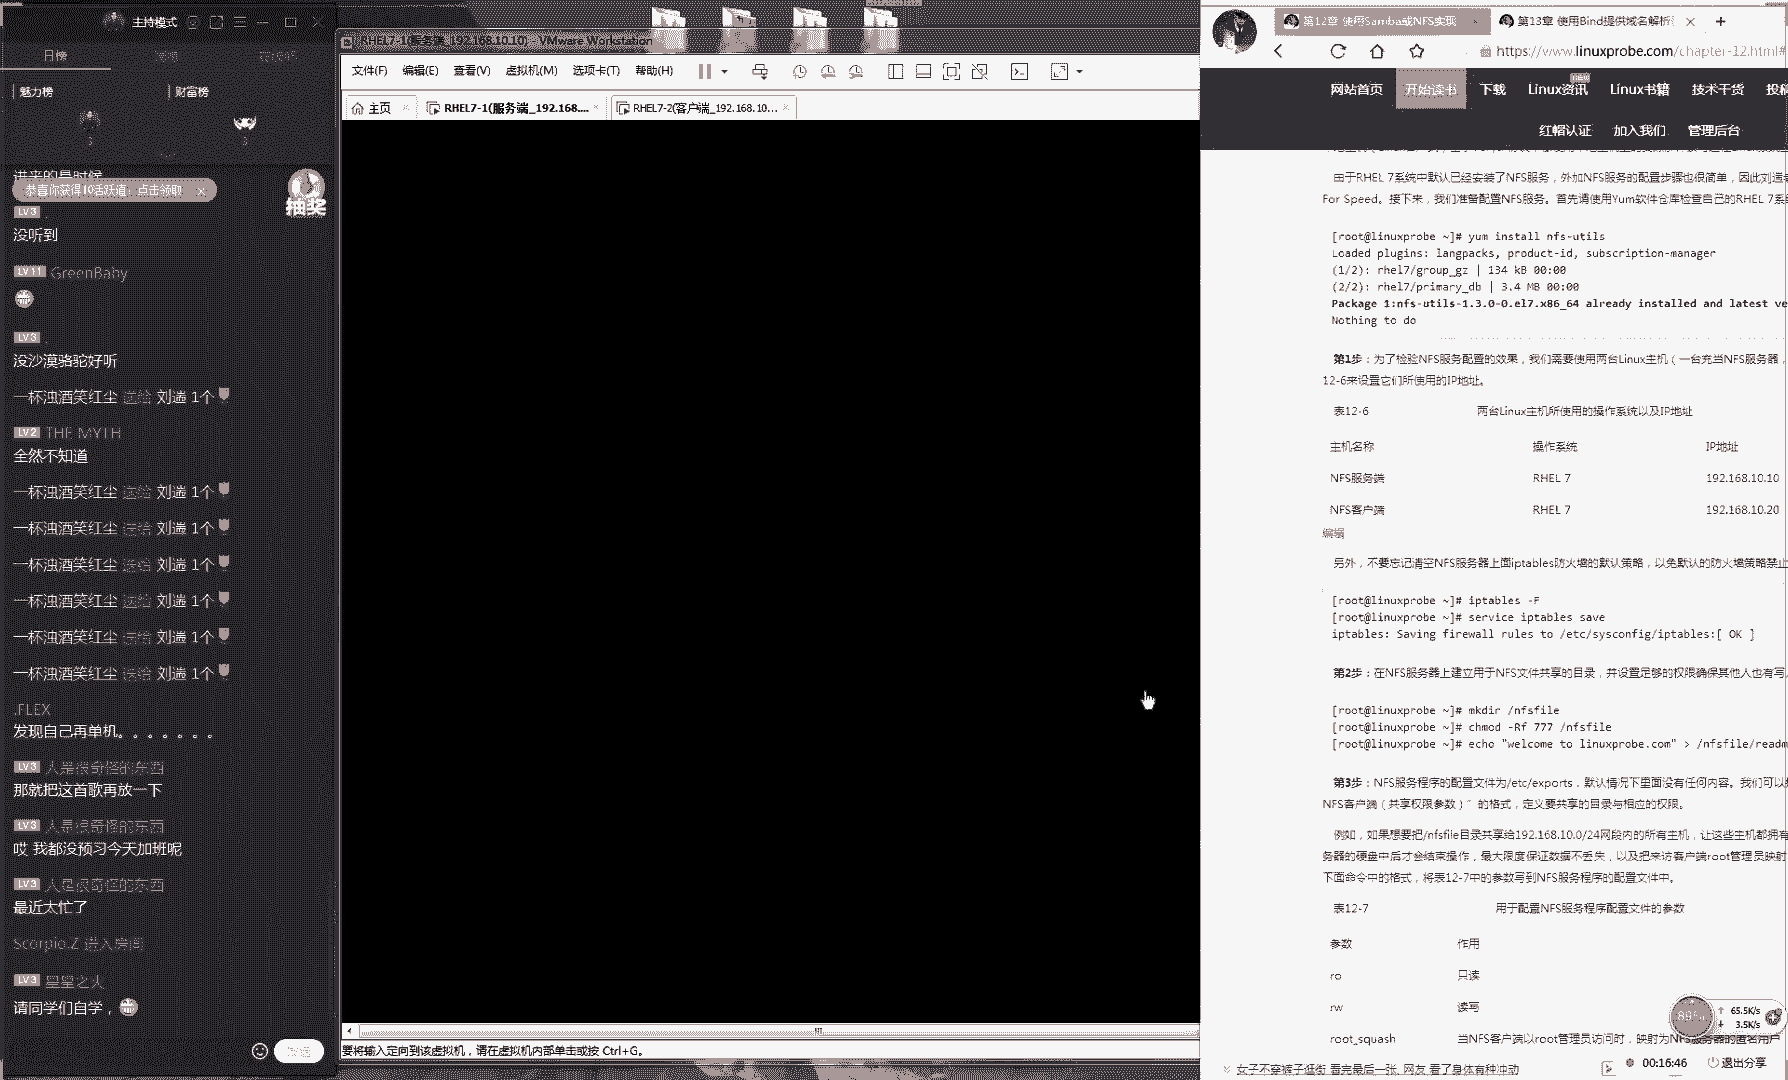 主持模式
日榜
魅力榜
财富榜
进来的是时候
恭喜你获得10活跃值，点击领取
抽奖
LV3 .
没听到
LV11 GreenBaby
LV3 .
没沙漠骆驼好听
一杯浊酒笑红尘 送给 刘遄 1个
LV2 THE MYTH
全然不知道
一杯浊酒笑红尘 送给 刘遄 1个
一杯浊酒笑红尘 送给 刘遄 1个
一杯浊酒笑红尘 送给 刘遄 1个
一杯浊酒笑红尘 送给 刘遄 1个
一杯浊酒笑红尘 送给 刘遄 1个
一杯浊酒笑红尘 送给 刘遄 1个
.FLEX
发现自己再单机。。。。。。。
LV3 人是很奇怪的东西
那就把这首歌再放一下
LV3 人是很奇怪的东西
哎 我都没预习今天加班呢
LV3 人是很奇怪的东西
最近太忙了
Scorpio.Z 进入房间
LV3 星星之火
请同学们自学，
RHEL7-1(服务端_192.168.10.10) - VMware Workstation
文件(F) 编辑(E) 查看(V) 虚拟机(M) 选项卡(T) 帮助(H)
主页
RHEL7-1(服务端_192.168....
RHEL7-2(客户端_192.168.10...
要将输入定向到该虚拟机，请在虚拟机内部单击或按 Ctrl+G。
第12章 使用Samba或NFS实现
第13章 使用Bind提供域名解析
https://www.linuxprobe.com/chapter-12.html#
网站首页 开始读书 下载 Linux资讯 Linux书籍 技术干货 投稿
红帽认证 加入我们 管理后台
由于RHEL 7系统中默认已经安装了NFS服务，外加NFS服务的配置步骤也很简单，因此刘遄
For Speed。接下来，我们准备配置NFS服务。首先请使用Yum软件仓库检查自己的RHEL 7系
[root@linuxprobe ~]# yum install nfs-utils
Loaded plugins: langpacks, product-id, subscription-manager
(1/2): rhel7/group_gz | 134 kB 00:00
(2/2): rhel7/primary_db | 3.4 MB 00:00
Package 1:nfs-utils-1.3.0-0.el7.x86_64 already installed and latest ve
Nothing to do
第1步：为了检验NFS服务配置的效果，我们需要使用两台Linux主机（一台充当NFS服务器，
12-6来设置它们所使用的IP地址。
表12-6 两台Linux主机所使用的操作系统以及IP地址
主机名称 操作系统 IP地址
NFS服务端 RHEL 7 192.168.10.10
NFS客户端 RHEL 7 192.168.10.20
编辑
另外，不要忘记清空NFS服务器上面iptables防火墙的默认策略，以免默认的防火墙策略禁止
[root@linuxprobe ~]# iptables -F
[root@linuxprobe ~]# service iptables save
iptables: Saving firewall rules to /etc/sysconfig/iptables:[ OK ]
第2步：在NFS服务器上建立用于NFS文件共享的目录，并设置足够的权限确保其他人也有写
[root@linuxprobe ~]# mkdir /nfsfile
[root@linuxprobe ~]# chmod -Rf 777 /nfsfile
[root@linuxprobe ~]# echo "welcome to linuxprobe.com" > /nfsfile/readm
第3步：NFS服务程序的配置文件为/etc/exports，默认情况下里面没有任何内容。我们可以
NFS客户端（共享权限参数）”的格式，定义要共享的目录与相应的权限。
例如，如果想要把/nfsfile目录共享给192.168.10.0/24网段内的所有主机，让这些主机都拥有
务器的硬盘中后才会结束操作，最大限度保证数据不丢失，以及把来访客户端root管理员映射
下面命令中的格式，将表12-7中的参数写到NFS服务程序的配置文件中。
表12-7 用于配置NFS服务程序配置文件的参数
参数 作用
ro 只读
rw 读写
root_squash 当NFS客户端以root管理员访问时，映射为NFS服务器的匿名用户
65.5K/s
3.5K/s
女子不穿裤子逛街 看完最后一张, 网友 看了身体有种冲动
00:16:46 退出分享